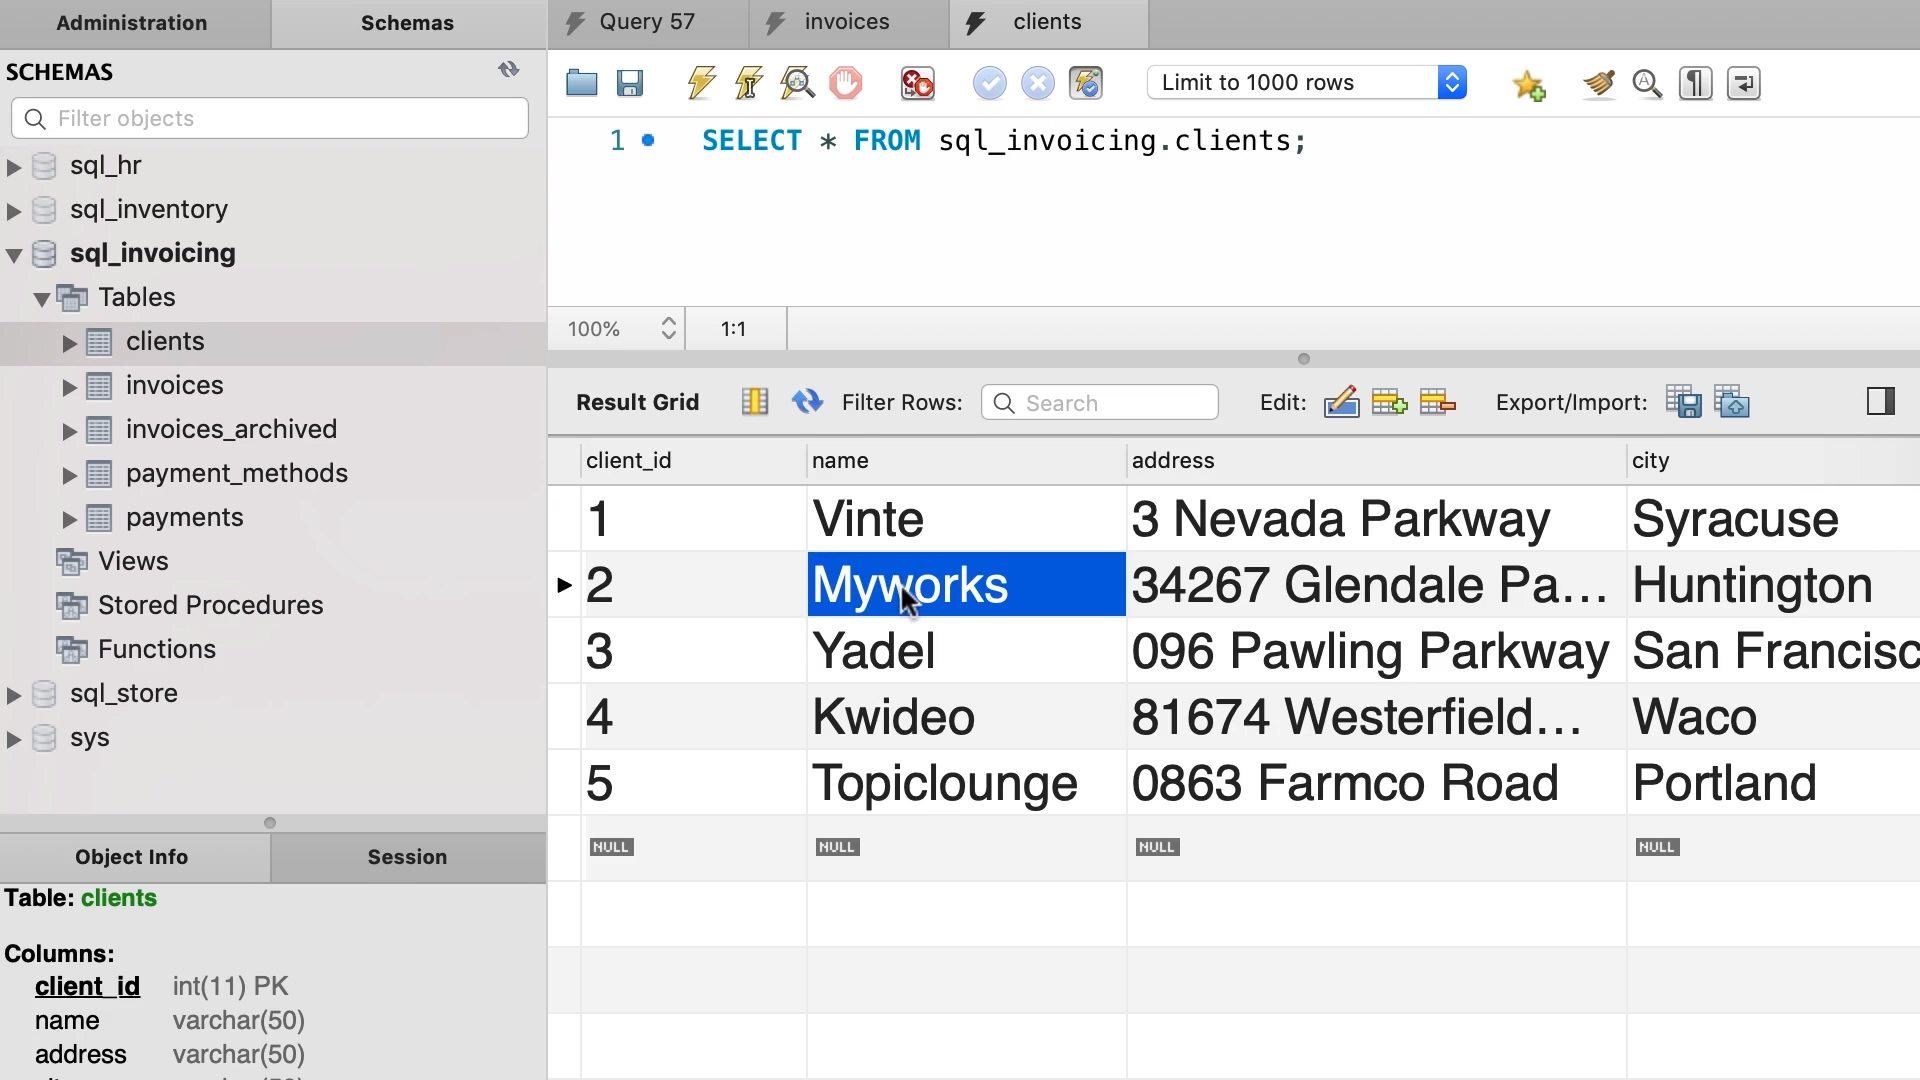 Administration
Schemas
Query 57
invoices
clients
SCHEMAS
Filter objects
sql_hr
sql_inventory
sql_invoicing
Tables
clients
invoices
invoices_archived
payment_methods
payments
Views
Stored Procedures
Functions
sql_store
sys
Object Info
Session
Table: clients
Columns:
client_id int(11) PK
name varchar(50)
address varchar(50)
Limit to 1000 rows
1 SELECT * FROM sql_invoicing.clients;
100% 1:1
Result Grid Filter Rows: Search Edit: Export/Import:
client_id name address city
1 Vinte 3 Nevada Parkway Syracuse
2 Myworks 34267 Glendale Pa... Huntington
3 Yadel 096 Pawling Parkway San Francisc
4 Kwideo 81674 Westerfield... Waco
5 Topiclounge 0863 Farmco Road Portland
NULL NULL NULL NULL